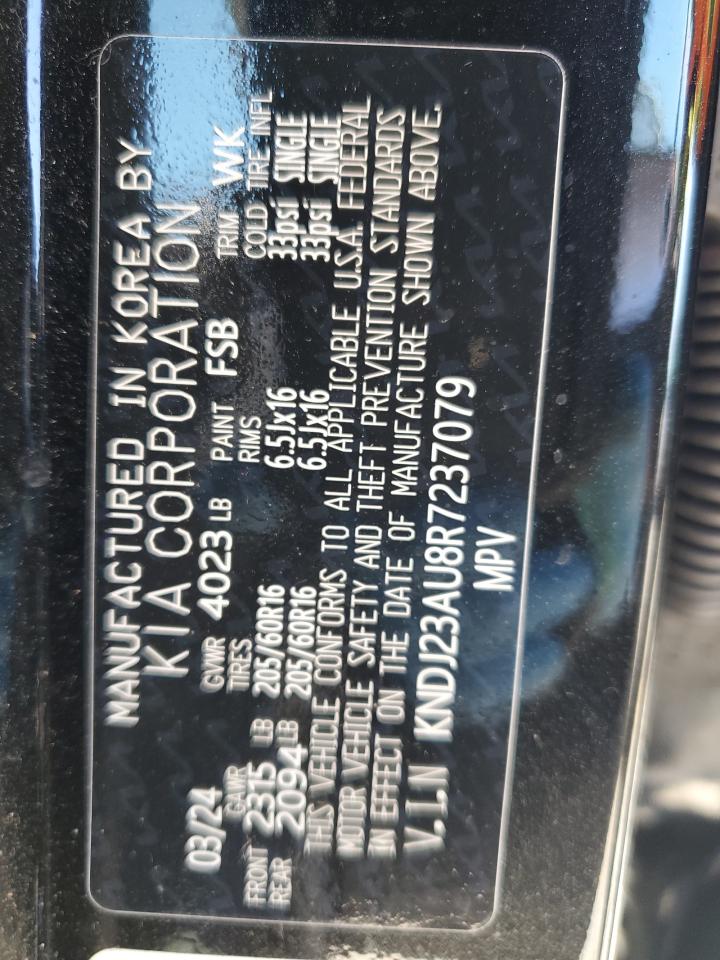 MANUFACTURED IN KOREA BY
KIA CORPORATION
03/24 GVWR 4023 LB PAINT FSB TRIM WK
GAWR TIRES RIMS COLD TIRE INFL
FRONT 2315 LB 205/60R16 6.5Jx16 33psi SINGLE
REAR 2094 LB 205/60R16 6.5Jx16 33psi SINGLE
THIS VEHICLE CONFORMS TO ALL APPLICABLE U.S.A. FEDERAL
MOTOR VEHICLE SAFETY AND THEFT PREVENTION STANDARDS
IN EFFECT ON THE DATE OF MANUFACTURE SHOWN ABOVE.
V.I.N KNDJ23AU8R7237079
MPV